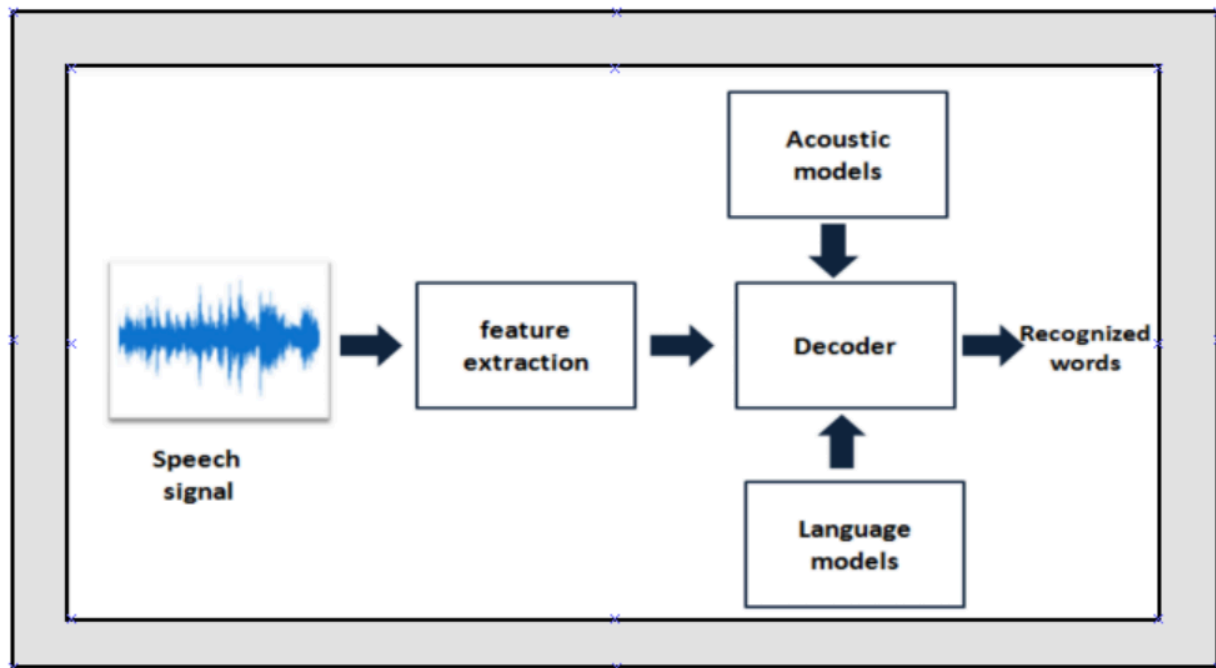 Acoustic
models
feature
extraction
Decoder
Recognized
words
Speech
signal
Language
models